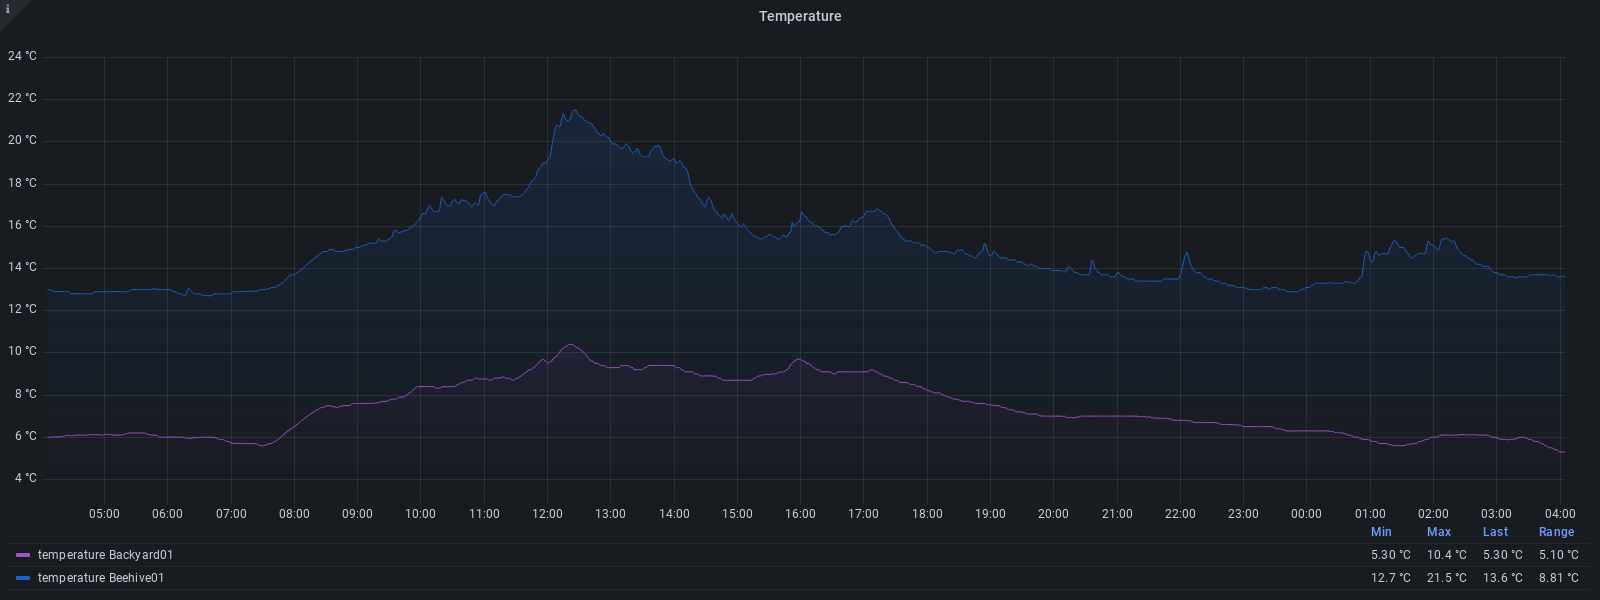 i
Temperature
24 °C
22 °C
20 °C
18 °C
16 °C
14 °C
12 °C
10 °C
8 °C
6 °C
4 °C
05:00 06:00 07:00 08:00 09:00 10:00 11:00 12:00 13:00 14:00 15:00 16:00 17:00 18:00 19:00 20:00 21:00 22:00 23:00 00:00 01:00 02:00 03:00 04:00
Min Max Last Range
temperature Backyard01 5.30 °C 10.4 °C 5.30 °C 5.10 °C
temperature Beehive01 12.7 °C 21.5 °C 13.6 °C 8.81 °C